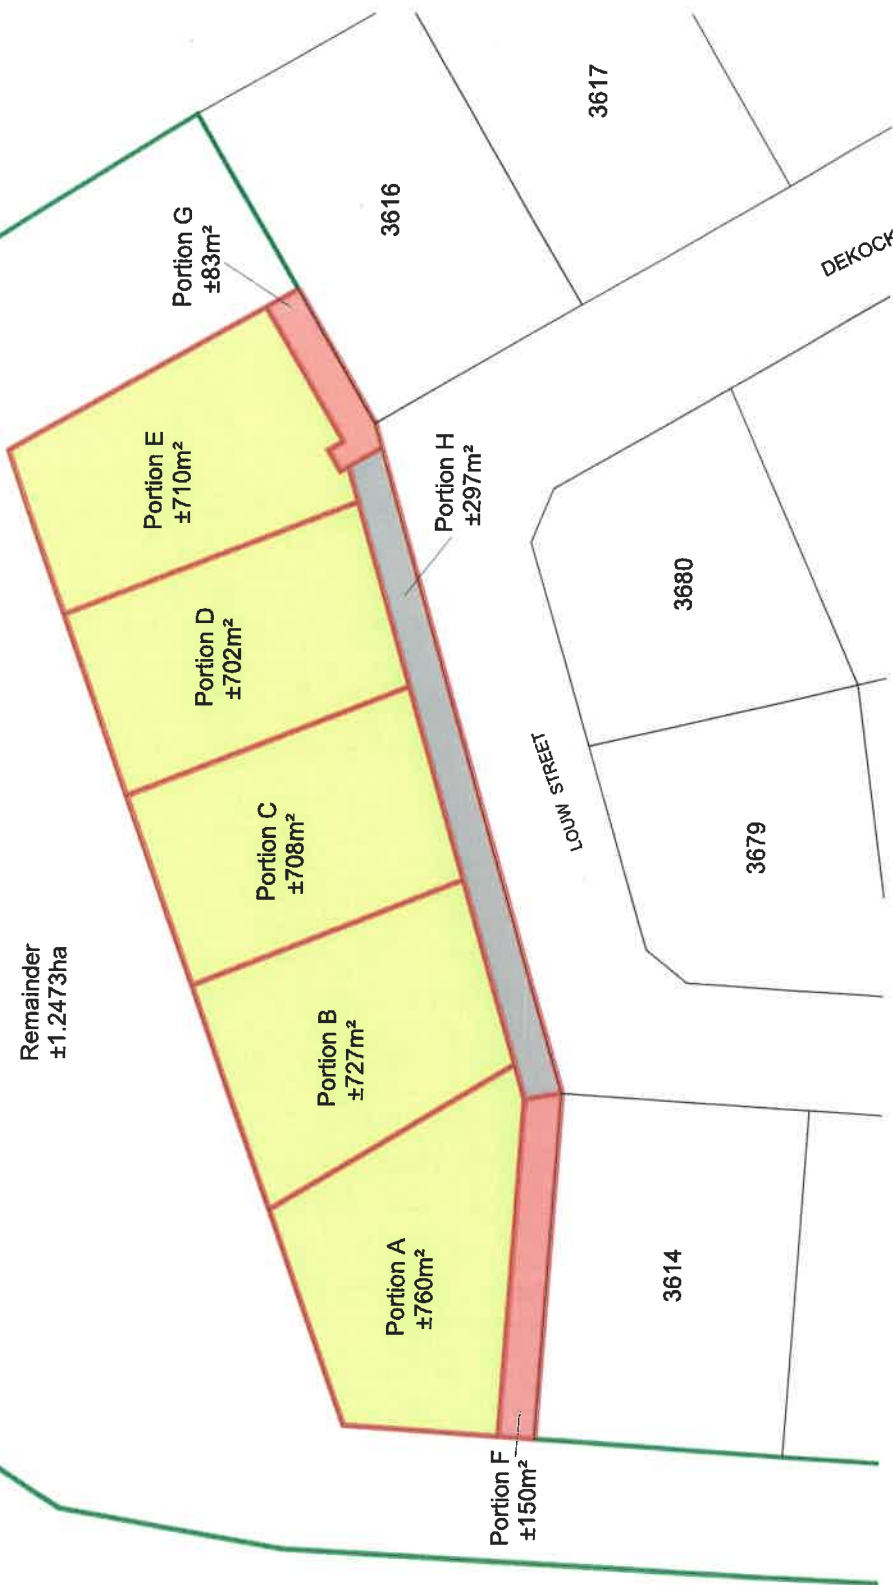 Remainder
±1.2473ha
Portion A
±760m²
Portion B
±727m²
Portion C
±708m²
Portion D
±702m²
Portion E
±710m²
Portion F
±150m²
Portion G
±83m²
Portion H
±297m²
LOUW STREET
DEKOCK
3614
3679
3680
3616
3617